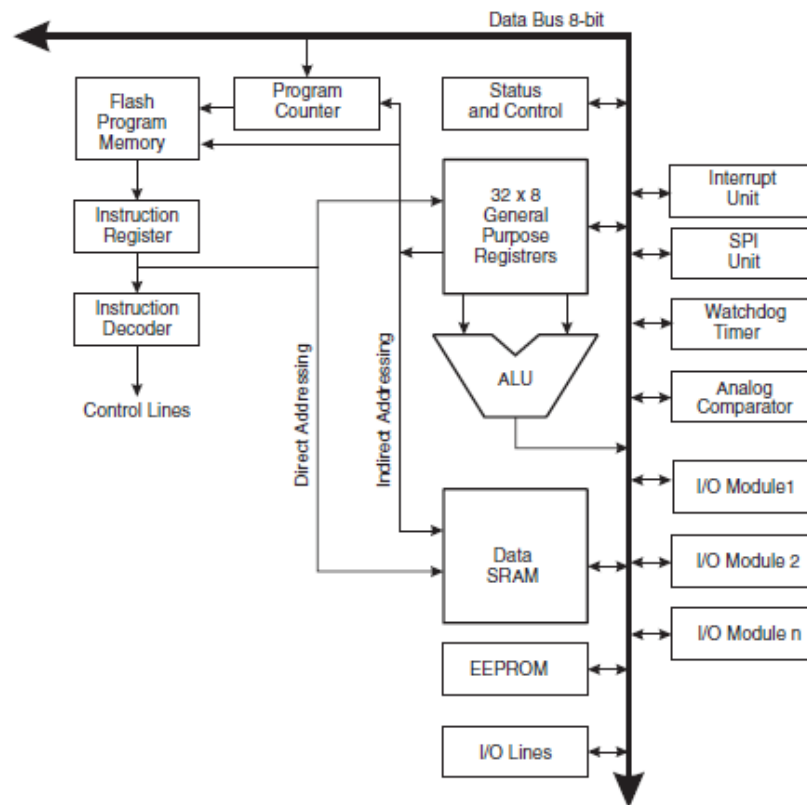 Data Bus 8-bit
Flash
Program
Memory
Program
Counter
Status
and Control
Instruction
Register
32 x 8
General
Purpose
Registrers
Interrupt
Unit
SPI
Unit
Instruction
Decoder
Watchdog
Timer
ALU
Analog
Comparator
Control Lines
Direct Addressing
Indirect Addressing
I/O Module1
Data
SRAM
I/O Module 2
I/O Module n
EEPROM
I/O Lines